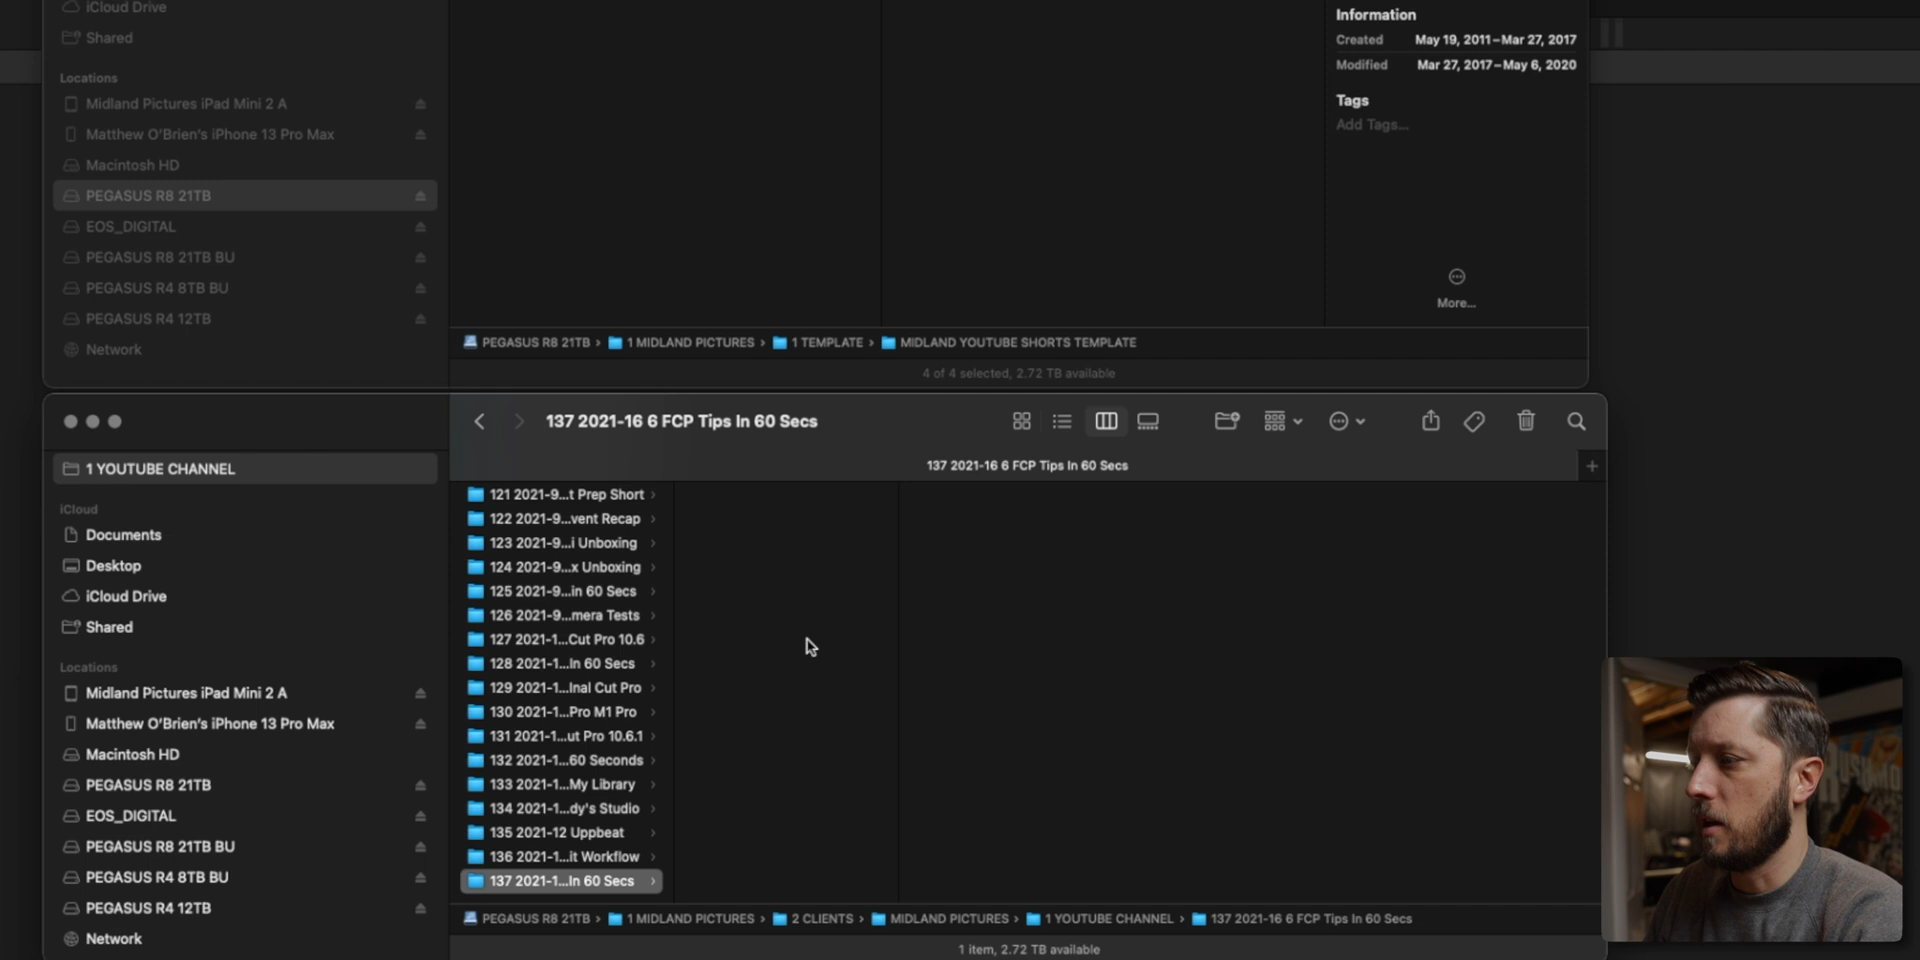 iCloud Drive
Shared
Locations
Midland Pictures iPad Mini 2 A
Matthew O'Brien's iPhone 13 Pro Max
Macintosh HD
PEGASUS R8 21TB
EOS_DIGITAL
PEGASUS R8 21TB BU
PEGASUS R4 8TB BU
PEGASUS R4 12TB
Network
Information
Created May 19, 2011–Mar 27, 2017
Modified Mar 27, 2017–May 6, 2020
Tags
Add Tags...
More...
PEGASUS R8 21TB › 1 MIDLAND PICTURES › 1 TEMPLATE › MIDLAND YOUTUBE SHORTS TEMPLATE
4 of 4 selected, 2.72 TB available
137 2021-16 6 FCP Tips In 60 Secs
137 2021-16 6 FCP Tips In 60 Secs
1 YOUTUBE CHANNEL
iCloud
Documents
Desktop
iCloud Drive
Shared
Locations
Midland Pictures iPad Mini 2 A
Matthew O'Brien's iPhone 13 Pro Max
Macintosh HD
PEGASUS R8 21TB
EOS_DIGITAL
PEGASUS R8 21TB BU
PEGASUS R4 8TB BU
PEGASUS R4 12TB
Network
121 2021-9...t Prep Short
122 2021-9...vent Recap
123 2021-9...i Unboxing
124 2021-9...x Unboxing
125 2021-9...in 60 Secs
126 2021-9...mera Tests
127 2021-1...Cut Pro 10.6
128 2021-1...In 60 Secs
129 2021-1...inal Cut Pro
130 2021-1...Pro M1 Pro
131 2021-1...ut Pro 10.6.1
132 2021-1...60 Seconds
133 2021-1...My Library
134 2021-1...dy's Studio
135 2021-12 Uppbeat
136 2021-1...it Workflow
137 2021-1...In 60 Secs
PEGASUS R8 21TB › 1 MIDLAND PICTURES › 2 CLIENTS › MIDLAND PICTURES › 1 YOUTUBE CHANNEL › 137 2021-16 6 FCP Tips In 60 Secs
1 item, 2.72 TB available